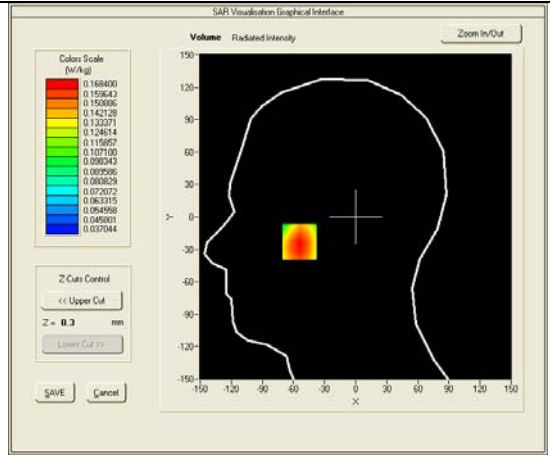 SAR Visualisation Graphical Interface
Volume Radiated Intensity
Zoom In/Out
Colors Scale
(W/kg)
0.168400
0.159643
0.150886
0.142128
0.133371
0.124614
0.115857
0.107100
0.098343
0.089586
0.080829
0.072072
0.063315
0.054558
0.045801
0.037044
Z Cuts Control
<< Upper Cut
Z = 0.3 mm
Lower Cut >>
SAVE Cancel
150
90
60
30
0
-30
-60
-90
-120
-150
Y
-150 -120 -90 -60 -30 0 30 60 90 120 150
X